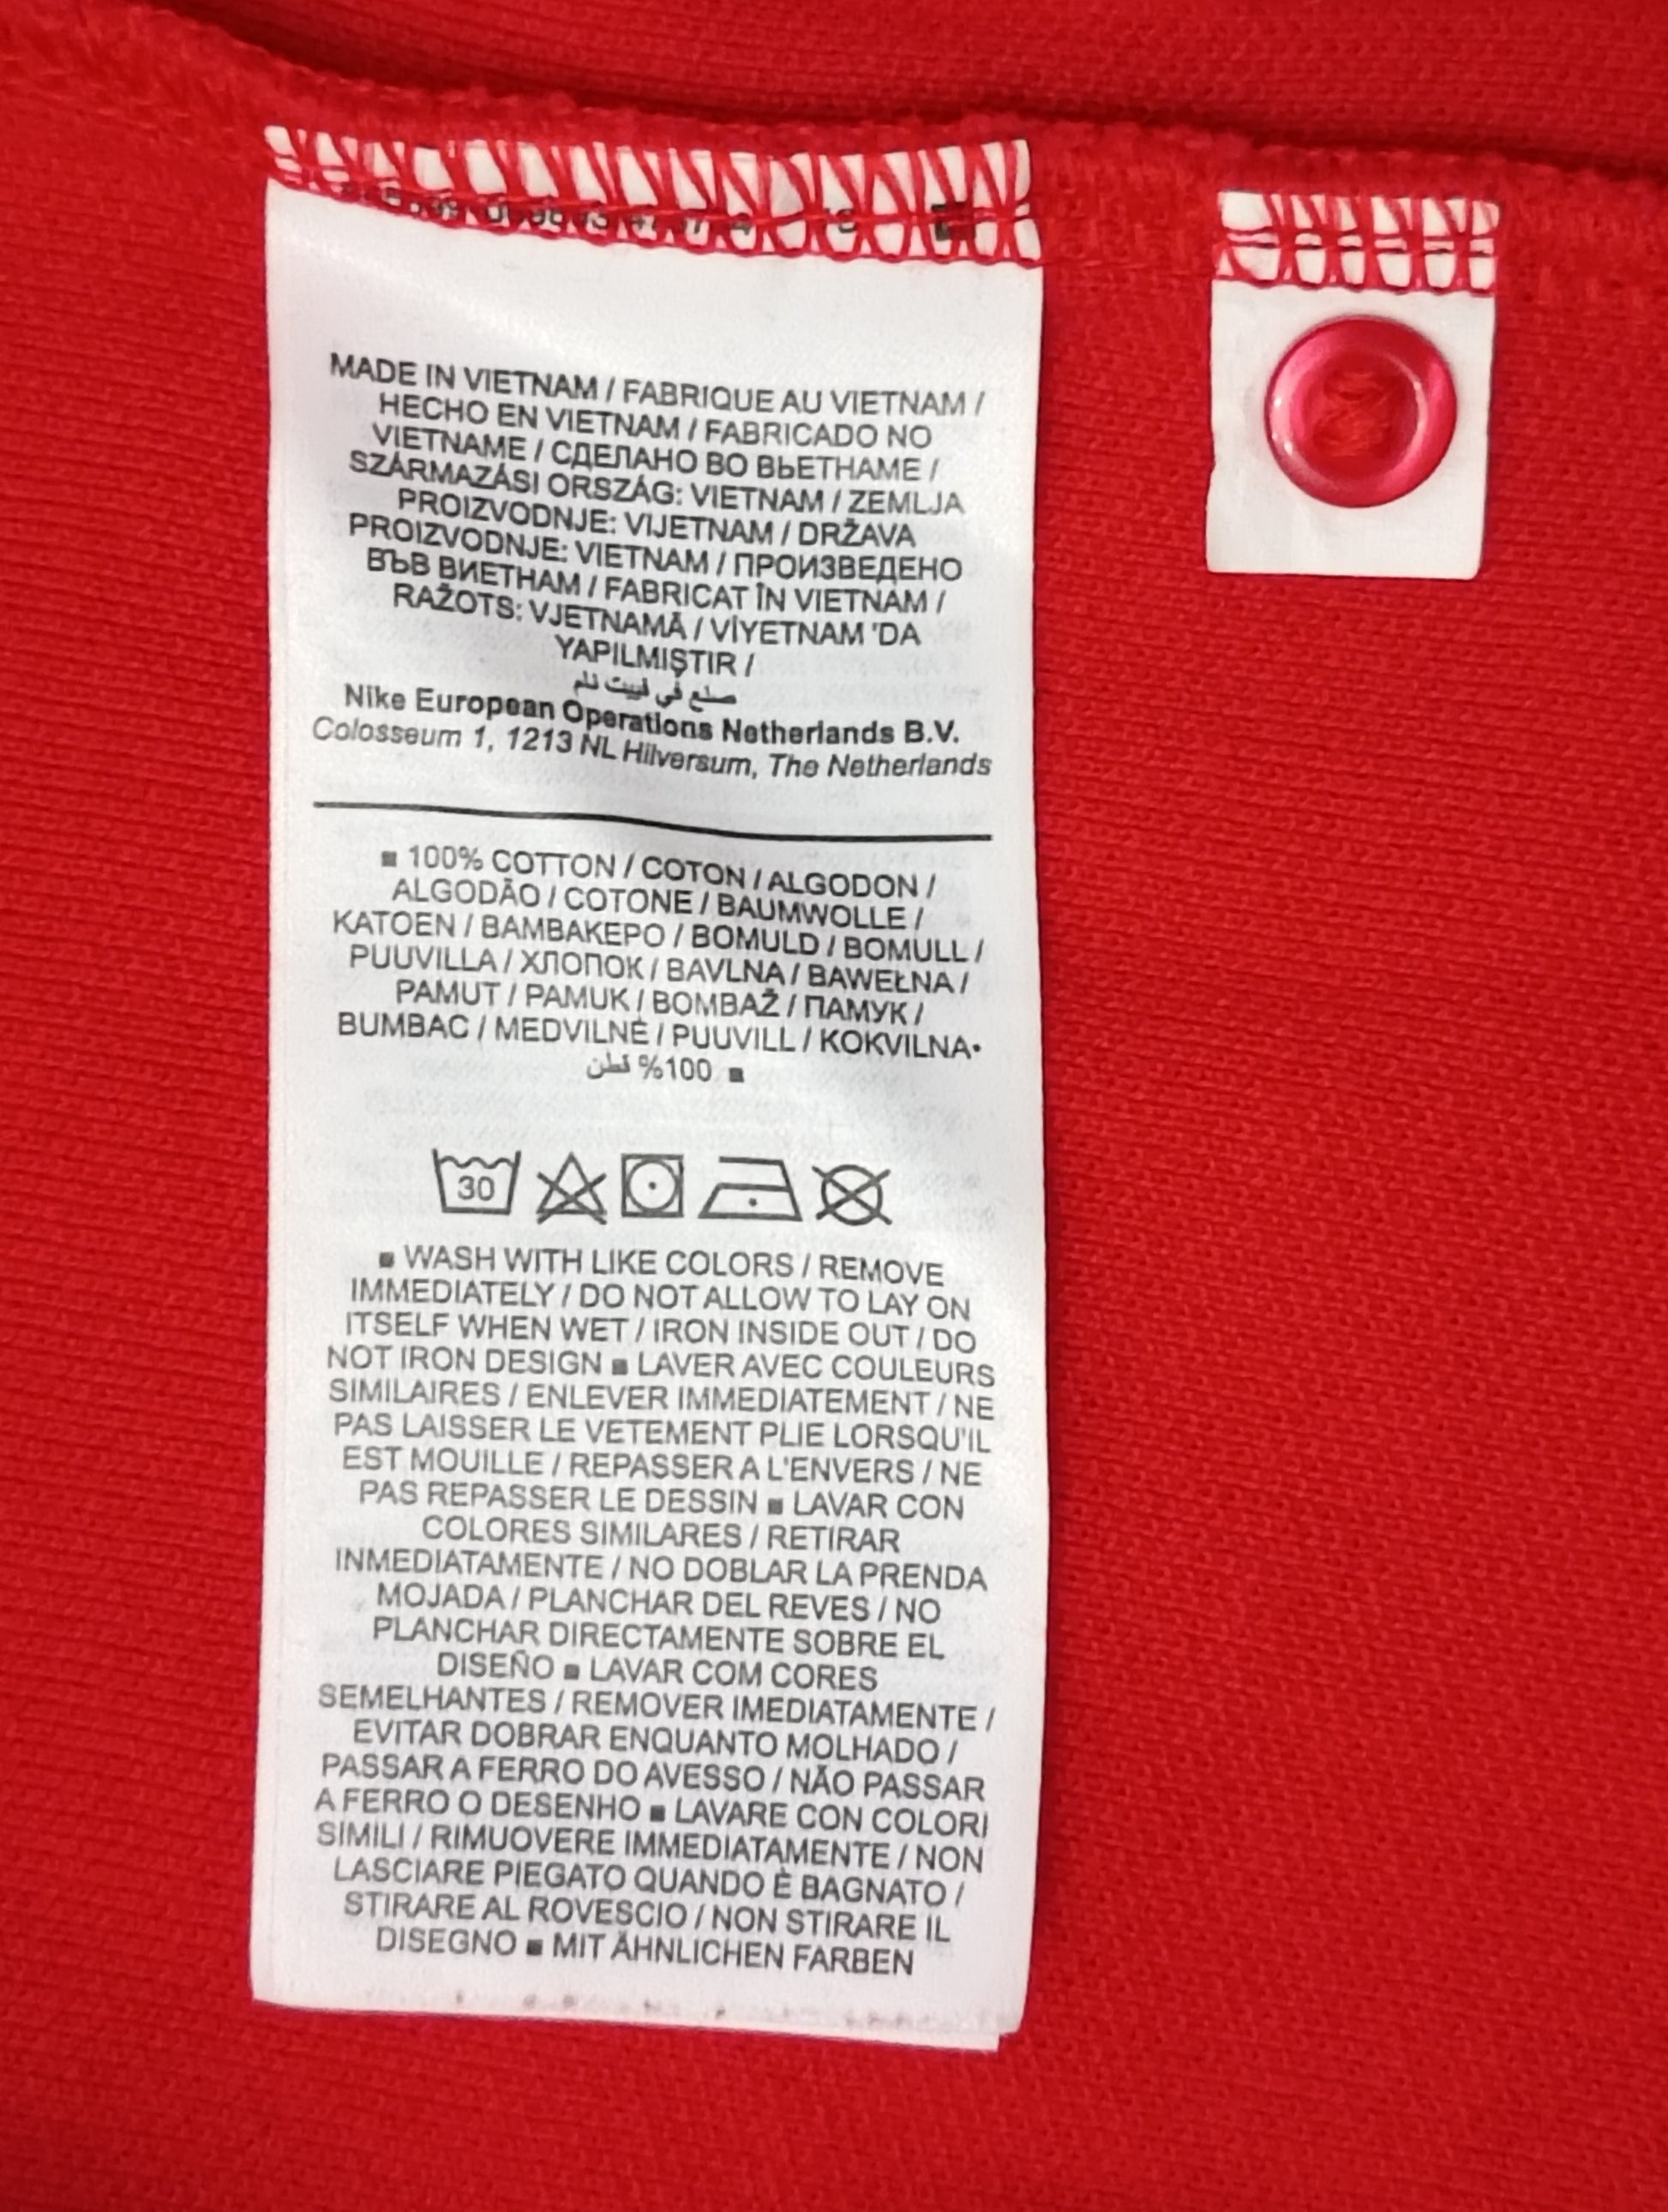 MADE IN VIETNAM / FABRIQUE AU VIETNAM /
HECHO EN VIETNAM / FABRICADO NO
VIETNAME / СДЕЛАНО ВО ВЬЕТНАМЕ /
SZÁRMAZÁSI ORSZÁG: VIETNAM / ZEMLJA
PROIZVODNJE: VIJETNAM / DRŽAVA
PROIZVODNJE: VIETNAM / ПРОИЗВЕДЕНО
ВЪВ ВИЕТНАМ / FABRICAT ÎN VIETNAM /
RAŽOTS: VJETNAMĀ / VİYETNAM 'DA
YAPILMIŞTIR /
صنع في فييت نام
Nike European Operations Netherlands B.V.
Colosseum 1, 1213 NL Hilversum, The Netherlands
■ 100% COTTON / COTON / ALGODON /
ALGODÃO / COTONE / BAUMWOLLE /
KATOEN / ΒΑΜΒΑΚΕΡΟ / BOMULD / BOMULL /
PUUVILLA / ХЛОПОК / BAVLNA / BAWEŁNA /
PAMUT / PAMUK / BOMBAŽ / ПАМУК /
BUMBAC / MEDVILNĖ / PUUVILL / KOKVILNA•
■ 100% قطن
30
■ WASH WITH LIKE COLORS / REMOVE
IMMEDIATELY / DO NOT ALLOW TO LAY ON
ITSELF WHEN WET / IRON INSIDE OUT / DO
NOT IRON DESIGN ■ LAVER AVEC COULEURS
SIMILAIRES / ENLEVER IMMEDIATEMENT / NE
PAS LAISSER LE VETEMENT PLIE LORSQU'IL
EST MOUILLE / REPASSER A L'ENVERS / NE
PAS REPASSER LE DESSIN ■ LAVAR CON
COLORES SIMILARES / RETIRAR
INMEDIATAMENTE / NO DOBLAR LA PRENDA
MOJADA / PLANCHAR DEL REVES / NO
PLANCHAR DIRECTAMENTE SOBRE EL
DISEÑO ■ LAVAR COM CORES
SEMELHANTES / REMOVER IMEDIATAMENTE /
EVITAR DOBRAR ENQUANTO MOLHADO /
PASSAR A FERRO DO AVESSO / NÃO PASSAR
A FERRO O DESENHO ■ LAVARE CON COLORI
SIMILI / RIMUOVERE IMMEDIATAMENTE / NON
LASCIARE PIEGATO QUANDO È BAGNATO /
STIRARE AL ROVESCIO / NON STIRARE IL
DISEGNO ■ MIT ÄHNLICHEN FARBEN